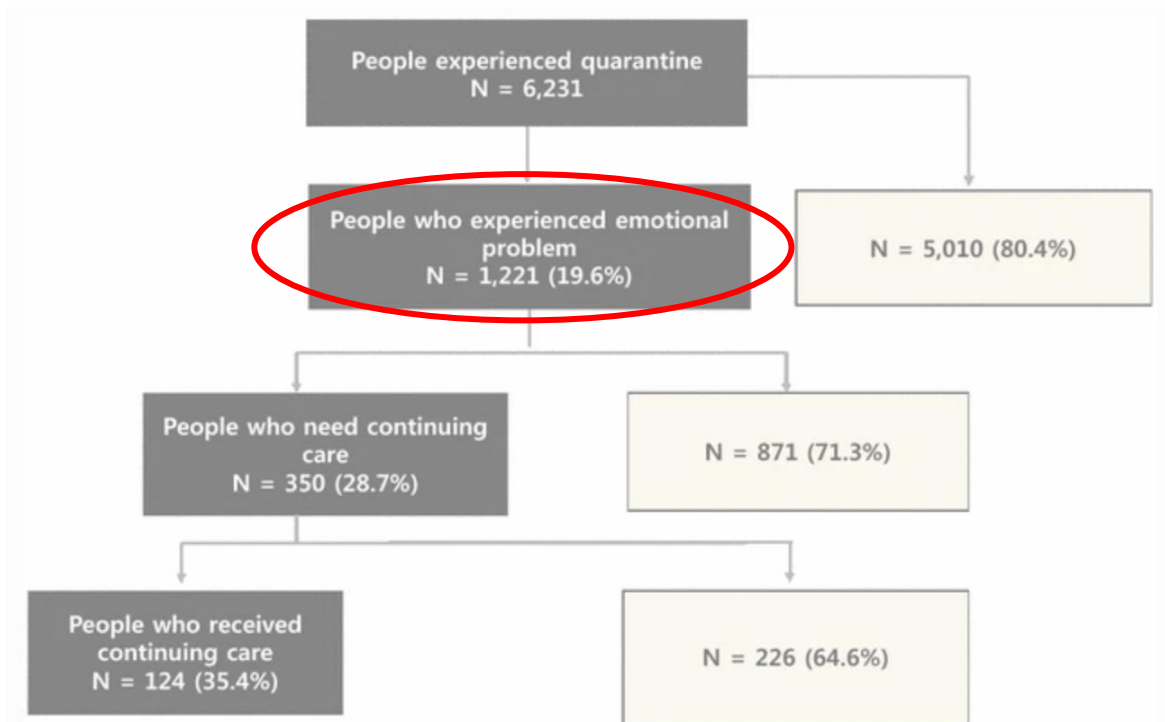 People experienced quarantine
N = 6,231
People who experienced emotional
problem
N = 1,221 (19.6%)
N = 5,010 (80.4%)
People who need continuing
care
N = 350 (28.7%)
N = 871 (71.3%)
People who received
continuing care
N = 124 (35.4%)
N = 226 (64.6%)